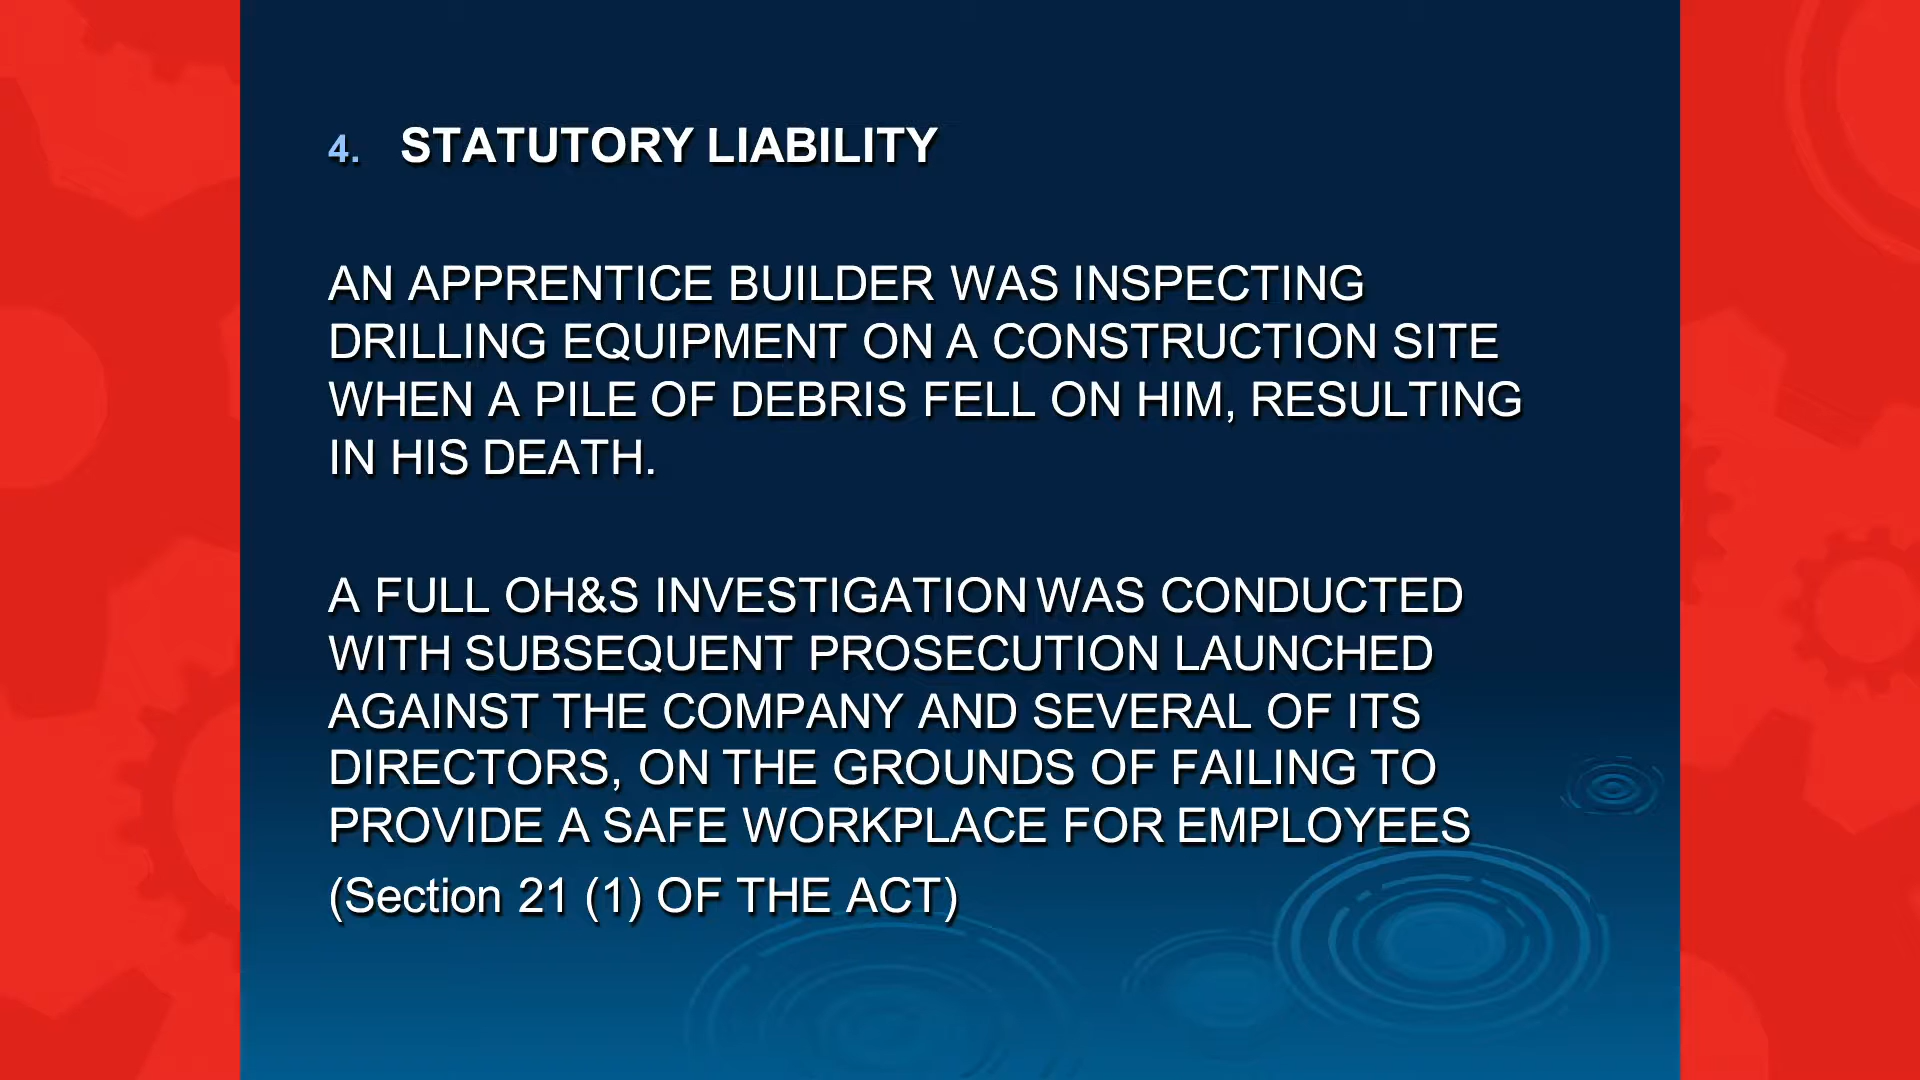 4. STATUTORY LIABILITY
AN APPRENTICE BUILDER WAS INSPECTING
DRILLING EQUIPMENT ON A CONSTRUCTION SITE
WHEN A PILE OF DEBRIS FELL ON HIM, RESULTING
IN HIS DEATH.
A FULL OH&S INVESTIGATION WAS CONDUCTED
WITH SUBSEQUENT PROSECUTION LAUNCHED
AGAINST THE COMPANY AND SEVERAL OF ITS
DIRECTORS, ON THE GROUNDS OF FAILING TO
PROVIDE A SAFE WORKPLACE FOR EMPLOYEES
(Section 21 (1) OF THE ACT)